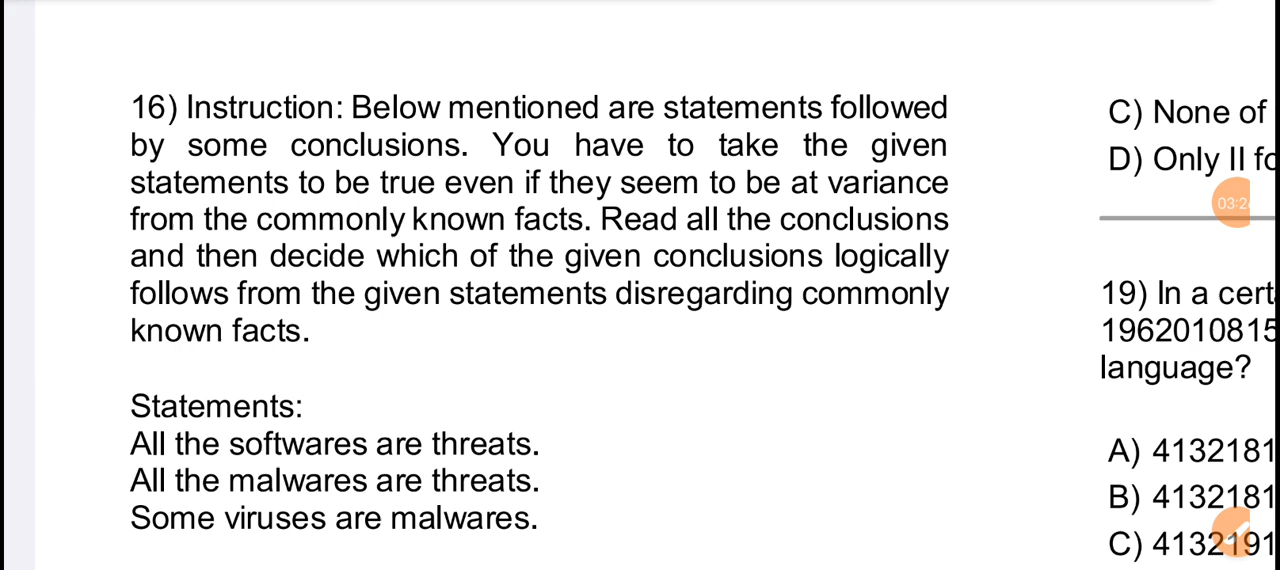 16) Instruction: Below mentioned are statements followed
by some conclusions. You have to take the given
statements to be true even if they seem to be at variance
from the commonly known facts. Read all the conclusions
and then decide which of the given conclusions logically
follows from the given statements disregarding commonly
known facts.
Statements:
All the softwares are threats.
All the malwares are threats.
Some viruses are malwares.
C) None of
D) Only II
03:2
19) In a
1962010815
language?
A) 4132181
B) 4132181
C) 4132191